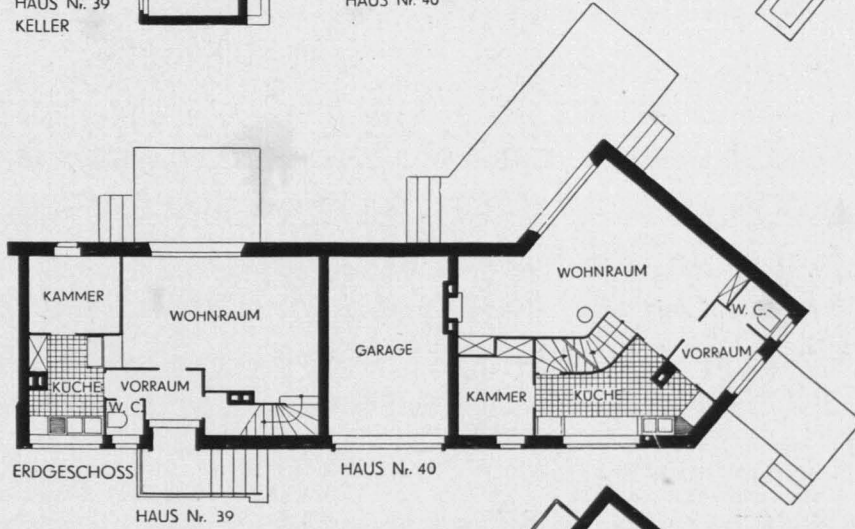 HAUS Nr. 39
KELLER
HAUS Nr. 40
KAMMER
WOHNRAUM
KÜCHE
VORRAUM
W. C.
GARAGE
WOHNRAUM
W. C.
VORRAUM
KAMMER
KÜCHE
ERDGESCHOSS
HAUS Nr. 39
HAUS Nr. 40